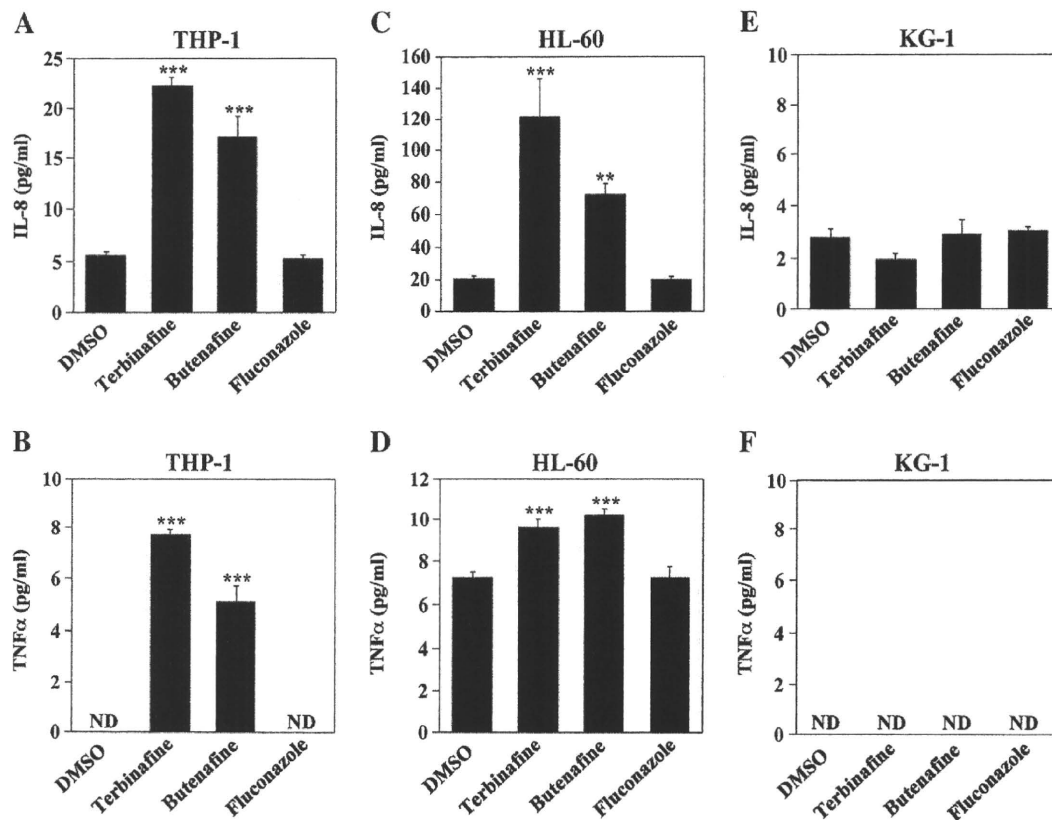 A
THP-1
IL-8 (pg/ml)
25
20
15
10
5
0
***
***
DMSO
Terbinafine
Butenafine
Fluconazole
C
HL-60
IL-8 (pg/ml)
160
140
120
100
80
60
40
20
0
***
**
DMSO
Terbinafine
Butenafine
Fluconazole
E
KG-1
IL-8 (pg/ml)
10
8
6
4
2
0
DMSO
Terbinafine
Butenafine
Fluconazole
B
THP-1
TNFα (pg/ml)
10
8
6
4
2
0
ND
***
***
ND
DMSO
Terbinafine
Butenafine
Fluconazole
D
HL-60
TNFα (pg/ml)
12
10
8
6
4
2
0
***
***
DMSO
Terbinafine
Butenafine
Fluconazole
F
KG-1
TNFα (pg/ml)
10
8
6
4
2
0
ND
ND
ND
ND
DMSO
Terbinafine
Butenafine
Fluconazole